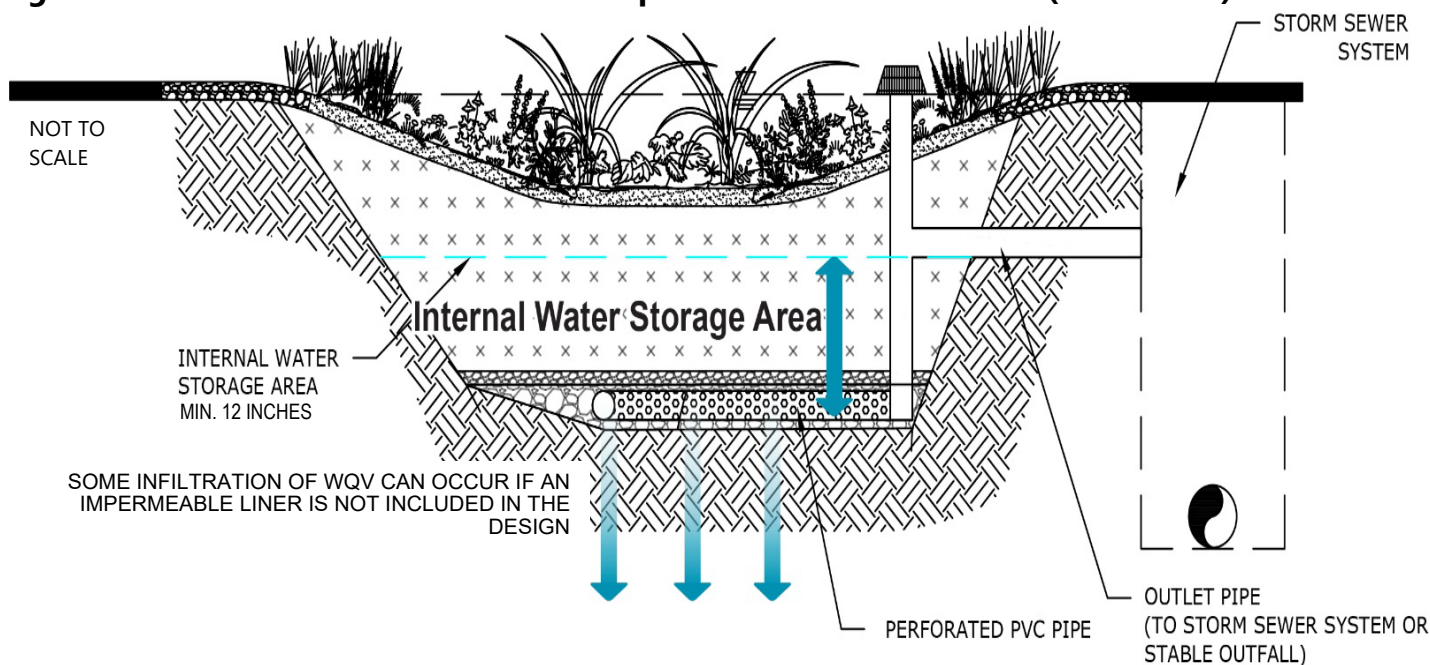 STORM SEWER
SYSTEM
NOT TO
SCALE
Internal Water Storage Area
INTERNAL WATER
STORAGE AREA
MIN. 12 INCHES
SOME INFILTRATION OF WQV CAN OCCUR IF AN
IMPERMEABLE LINER IS NOT INCLUDED IN THE
DESIGN
PERFORATED PVC PIPE
OUTLET PIPE
(TO STORM SEWER SYSTEM OR
STABLE OUTFALL)